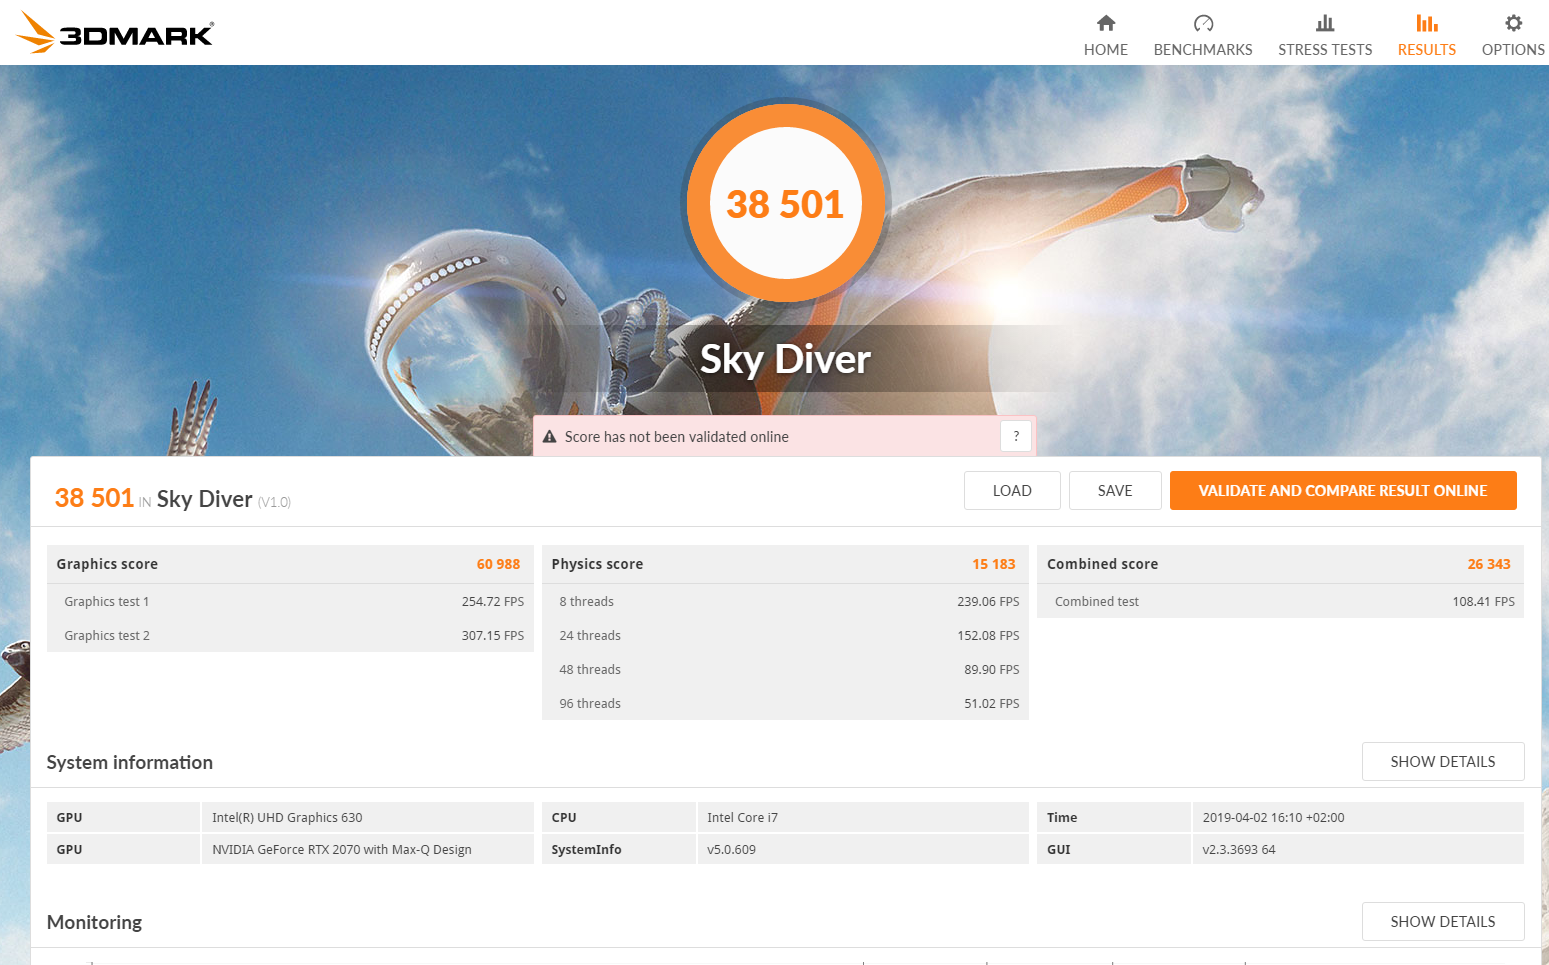 3DMARK®
HOME BENCHMARKS STRESS TESTS RESULTS OPTIONS
38 501
Sky Diver
Score has not been validated online ?
38 501 IN Sky Diver (V1.0) LOAD SAVE VALIDATE AND COMPARE RESULT ONLINE
Graphics score 60 988
Graphics test 1 254.72 FPS
Graphics test 2 307.15 FPS
Physics score 15 183
8 threads 239.06 FPS
24 threads 152.08 FPS
48 threads 89.90 FPS
96 threads 51.02 FPS
Combined score 26 343
Combined test 108.41 FPS
System information SHOW DETAILS
GPU Intel(R) UHD Graphics 630
GPU NVIDIA GeForce RTX 2070 with Max-Q Design
CPU Intel Core i7
SystemInfo v5.0.609
Time 2019-04-02 16:10 +02:00
GUI v2.3.3693 64
Monitoring SHOW DETAILS